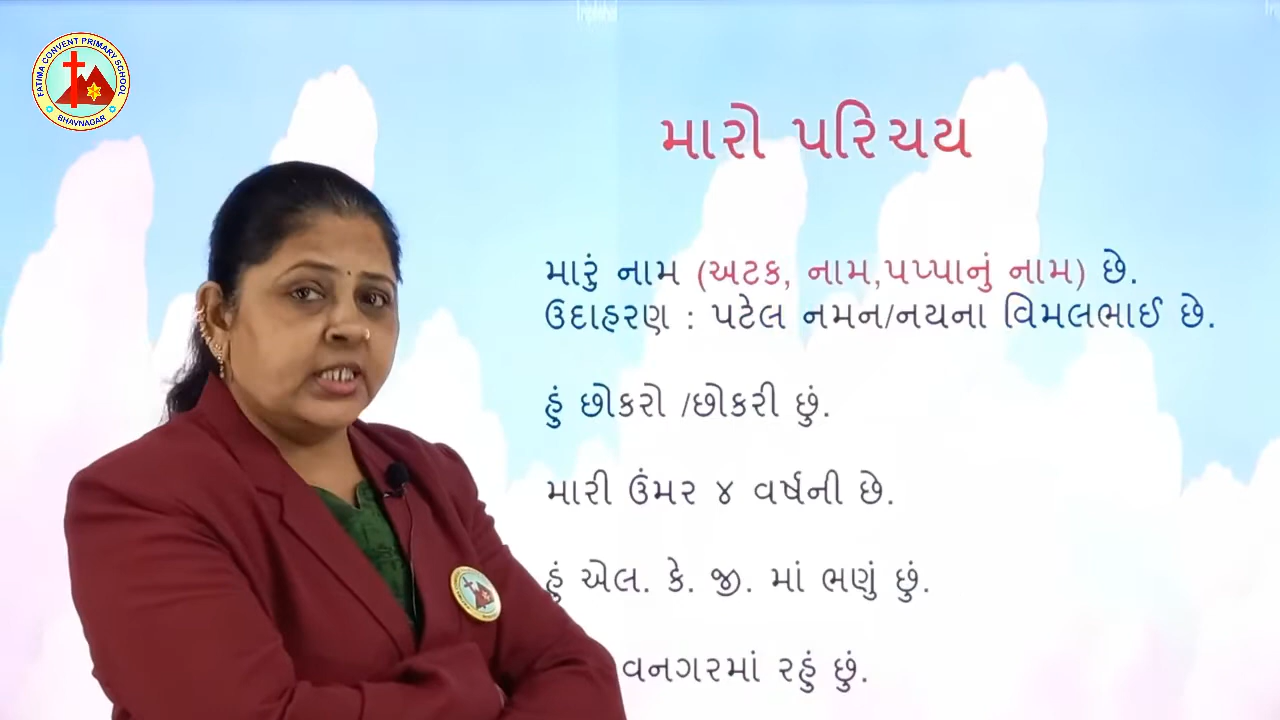 FATIMA CONVENT PRIMARY SCHOOL
BHAVNAGAR
મારો પરિચય
મારું નામ (અટક, નામ,પપ્પાનું નામ) છે.
ઉદાહરણ : પટેલ નમન/નયના વિમલભાઈ છે.
હું છોકરો /છોકરી છું.
મારી ઉંમર ૪ વર્ષની છે.
હું એલ. કે. જી. માં ભણું છું.
વનગરમાં રહું છું.